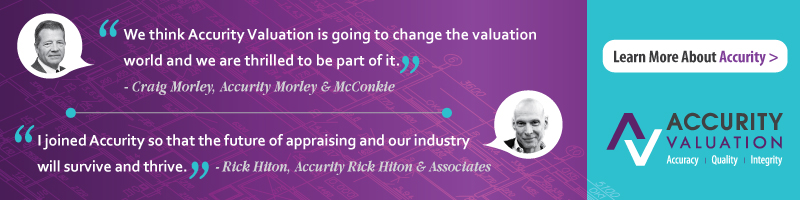 “ We think Accurity Valuation is going to change the valuation
world and we are thrilled to be part of it. ”
- Craig Morley, Accurity Morley & McConkie
“ I joined Accurity so that the future of appraising and our industry
will survive and thrive. ” - Rick Hiton, Accurity Rick Hiton & Associates
Learn More About Accurity >
ACCURITY
VALUATION
Accuracy | Quality | Integrity